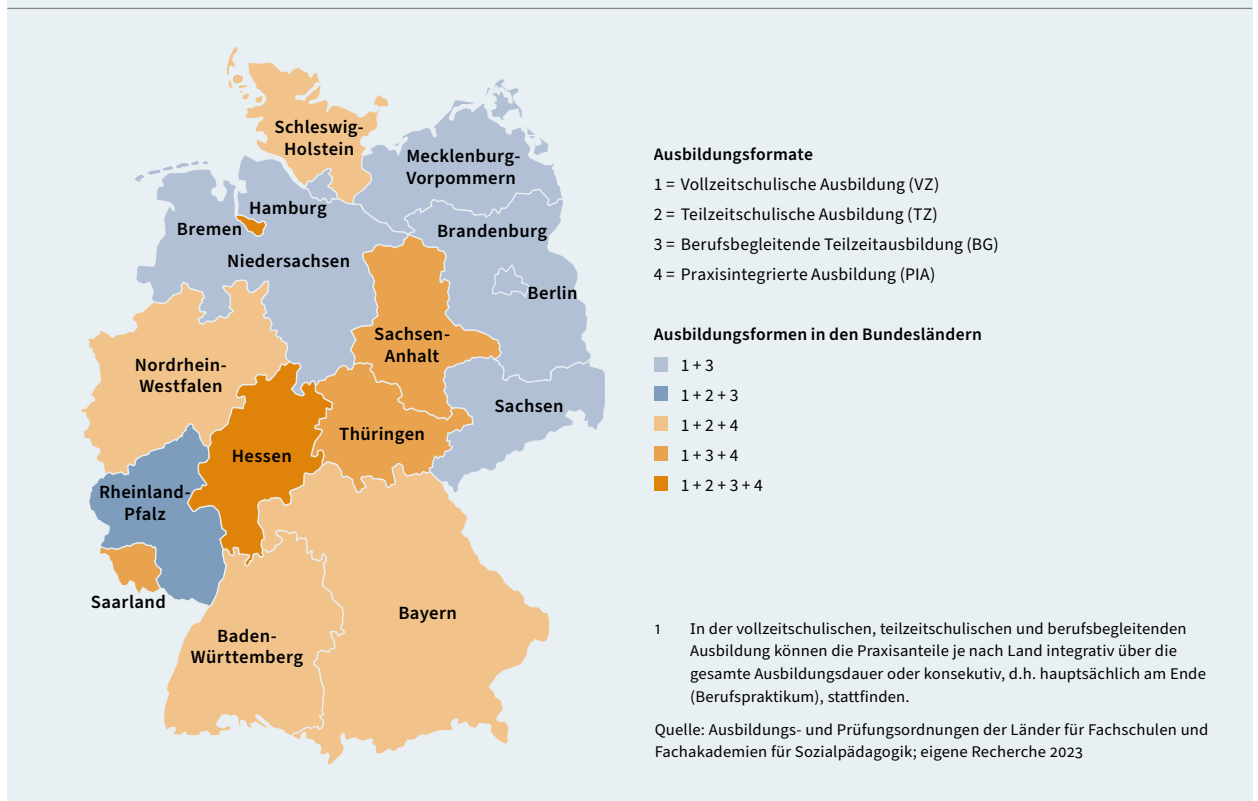 Schleswig-
Holstein
Mecklenburg-
Vorpommern
Hamburg
Bremen
Brandenburg
Niedersachsen
Berlin
Sachsen-
Anhalt
Nordrhein-
Westfalen
Sachsen
Thüringen
Hessen
Rheinland-
Pfalz
Saarland
Bayern
Baden-
Württemberg
Ausbildungsformate
1 = Vollzeitschulische Ausbildung (VZ)
2 = Teilzeitschulische Ausbildung (TZ)
3 = Berufsbegleitende Teilzeitausbildung (BG)
4 = Praxisintegrierte Ausbildung (PIA)
Ausbildungsformen in den Bundesländern
1 + 3
1 + 2 + 3
1 + 2 + 4
1 + 3 + 4
1 + 2 + 3 + 4
1 In der vollzeitschulischen, teilzeitschulischen und berufsbegleitenden
Ausbildung können die Praxisanteile je nach Land integrativ über die
gesamte Ausbildungsdauer oder konsekutiv, d.h. hauptsächlich am Ende
(Berufspraktikum), stattfinden.
Quelle: Ausbildungs- und Prüfungsordnungen der Länder für Fachschulen und
Fachakademien für Sozialpädagogik; eigene Recherche 2023